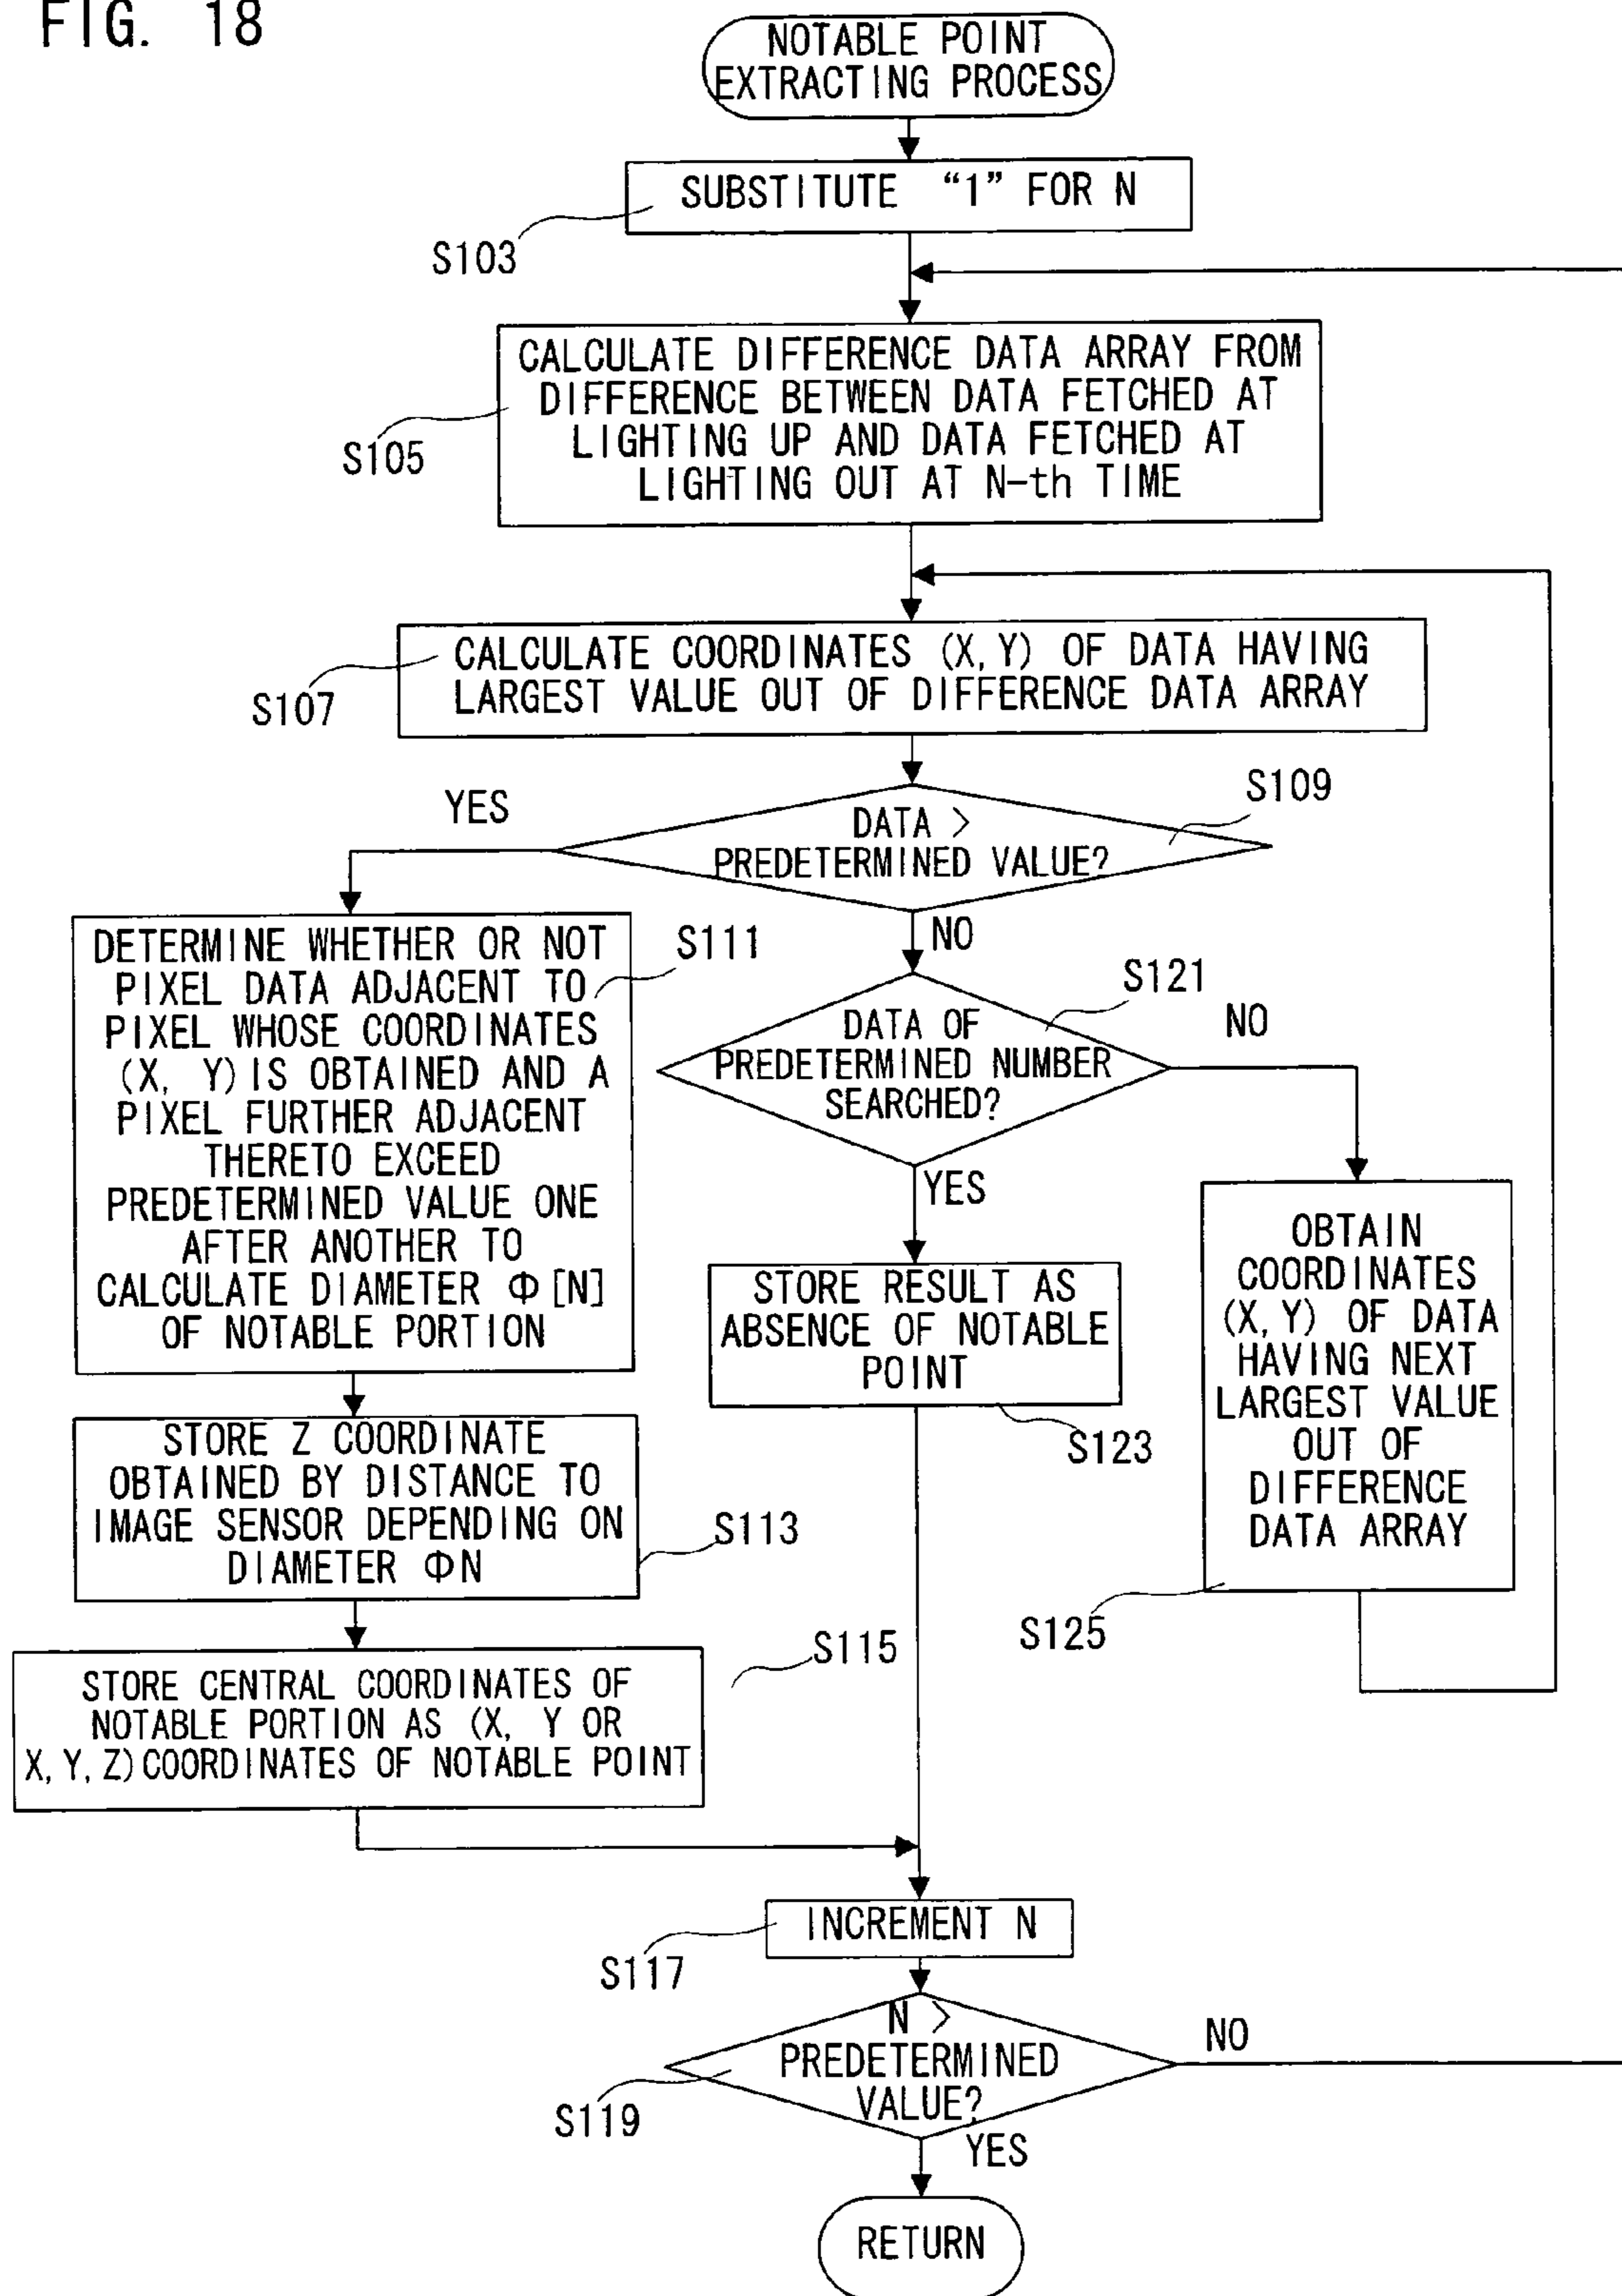 FIG. 18
NOTABLE POINT
EXTRACTING PROCESS
SUBSTITUTE “1” FOR N
S103
CALCULATE DIFFERENCE DATA ARRAY FROM
DIFFERENCE BETWEEN DATA FETCHED AT
LIGHTING UP AND DATA FETCHED AT
LIGHTING OUT AT N-th TIME
S105
CALCULATE COORDINATES (X, Y) OF DATA HAVING
LARGEST VALUE OUT OF DIFFERENCE DATA ARRAY
S107
DATA >
PREDETERMINED VALUE?
S109
YES
NO
DETERMINE WHETHER OR NOT
PIXEL DATA ADJACENT TO
PIXEL WHOSE COORDINATES
(X, Y) IS OBTAINED AND A
PIXEL FURTHER ADJACENT
THERETO EXCEED
PREDETERMINED VALUE ONE
AFTER ANOTHER TO
CALCULATE DIAMETER Φ [N]
OF NOTABLE PORTION
S111
DATA OF
PREDETERMINED NUMBER
SEARCHED?
S121
NO
YES
STORE RESULT AS
ABSENCE OF NOTABLE
POINT
S123
OBTAIN
COORDINATES
(X, Y) OF DATA
HAVING NEXT
LARGEST VALUE
OUT OF
DIFFERENCE
DATA ARRAY
S125
STORE Z COORDINATE
OBTAINED BY DISTANCE TO
IMAGE SENSOR DEPENDING ON
DIAMETER ΦN
S113
STORE CENTRAL COORDINATES OF
NOTABLE PORTION AS (X, Y OR
X, Y, Z) COORDINATES OF NOTABLE POINT
S115
INCREMENT N
S117
N >
PREDETERMINED
VALUE?
S119
NO
YES
RETURN